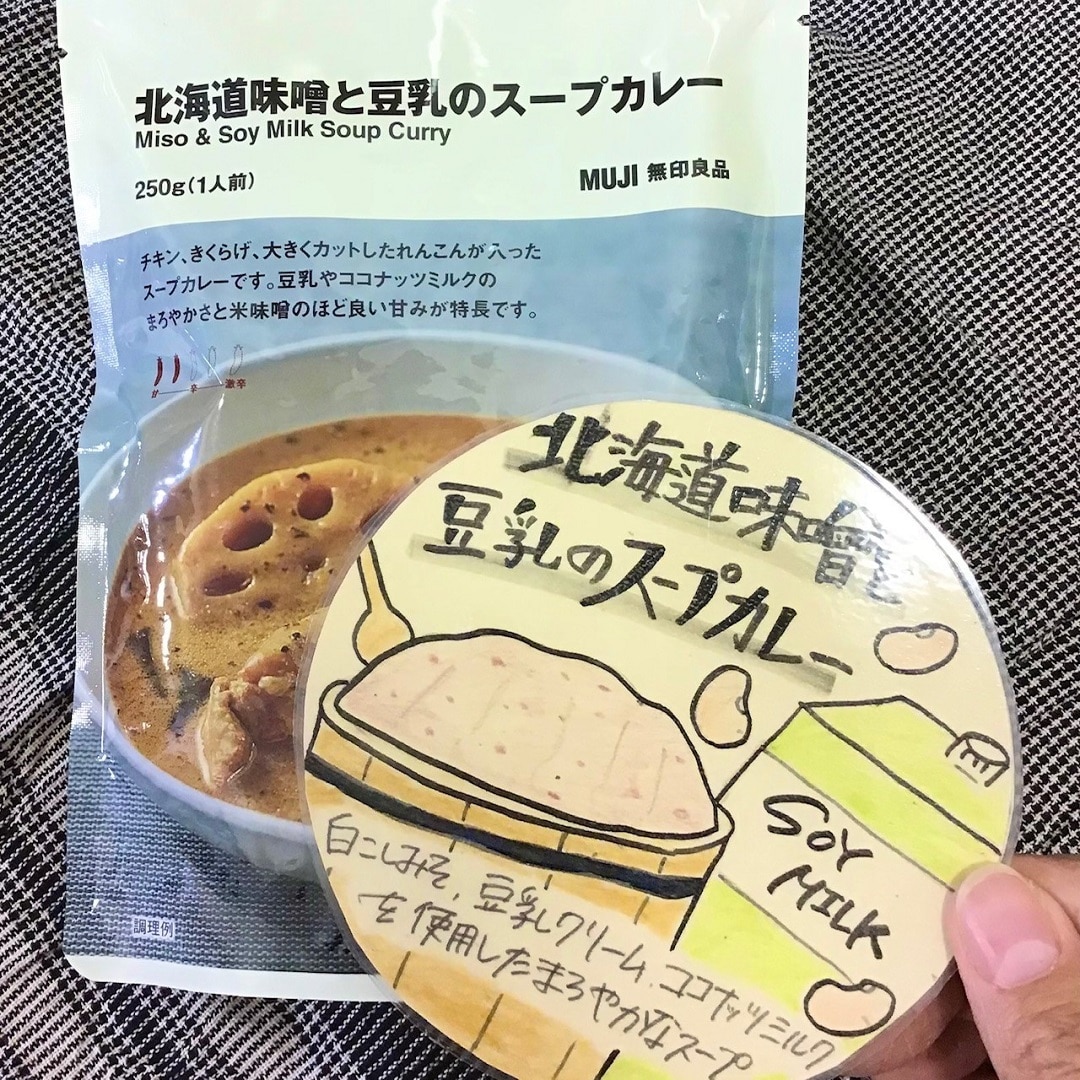 北海道味噌と豆乳のスープカレー
Miso & Soy Milk Soup Curry
250g(1人前)
MUJI 無印良品
チキン、きくらげ、大きくカットしたれんこんが入った
スープカレーです。豆乳やココナッツミルクの
まろやかさと米味噌のほど良い甘みが特長です。
甘 辛 激辛
調理例
北海道味噌と
豆乳のスープカレー
SOY
MILK
白こしみそ、豆乳クリーム、ココナッツミルク
を使用したまろやかなスープ